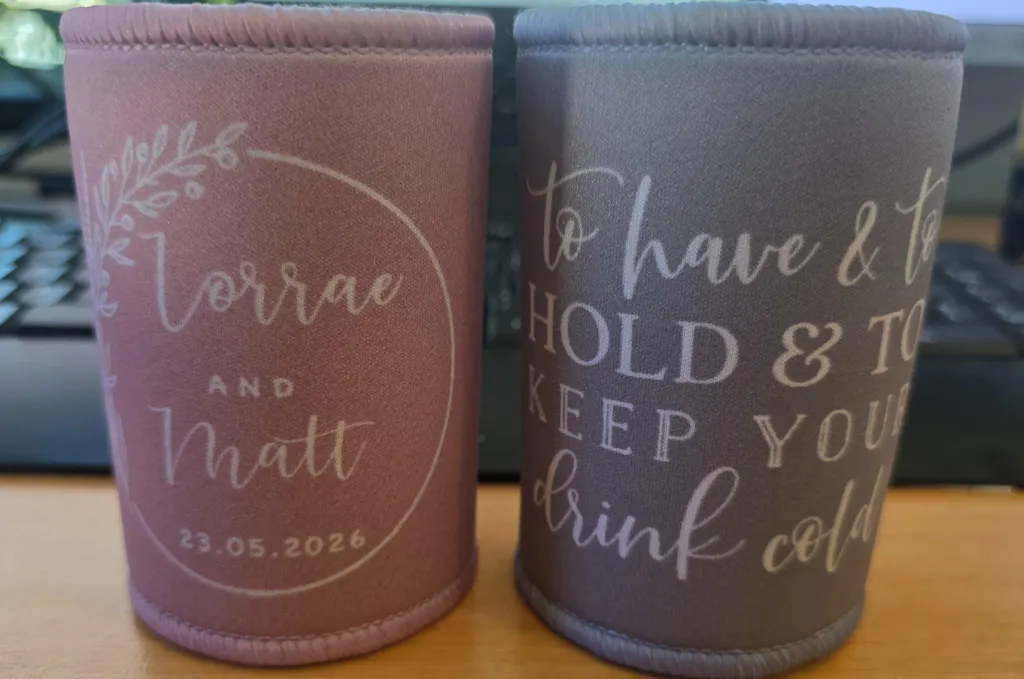 Lorrae
AND
Matt
23.05.2026
to have & to
HOLD & TO
KEEP YOUR
drink cold